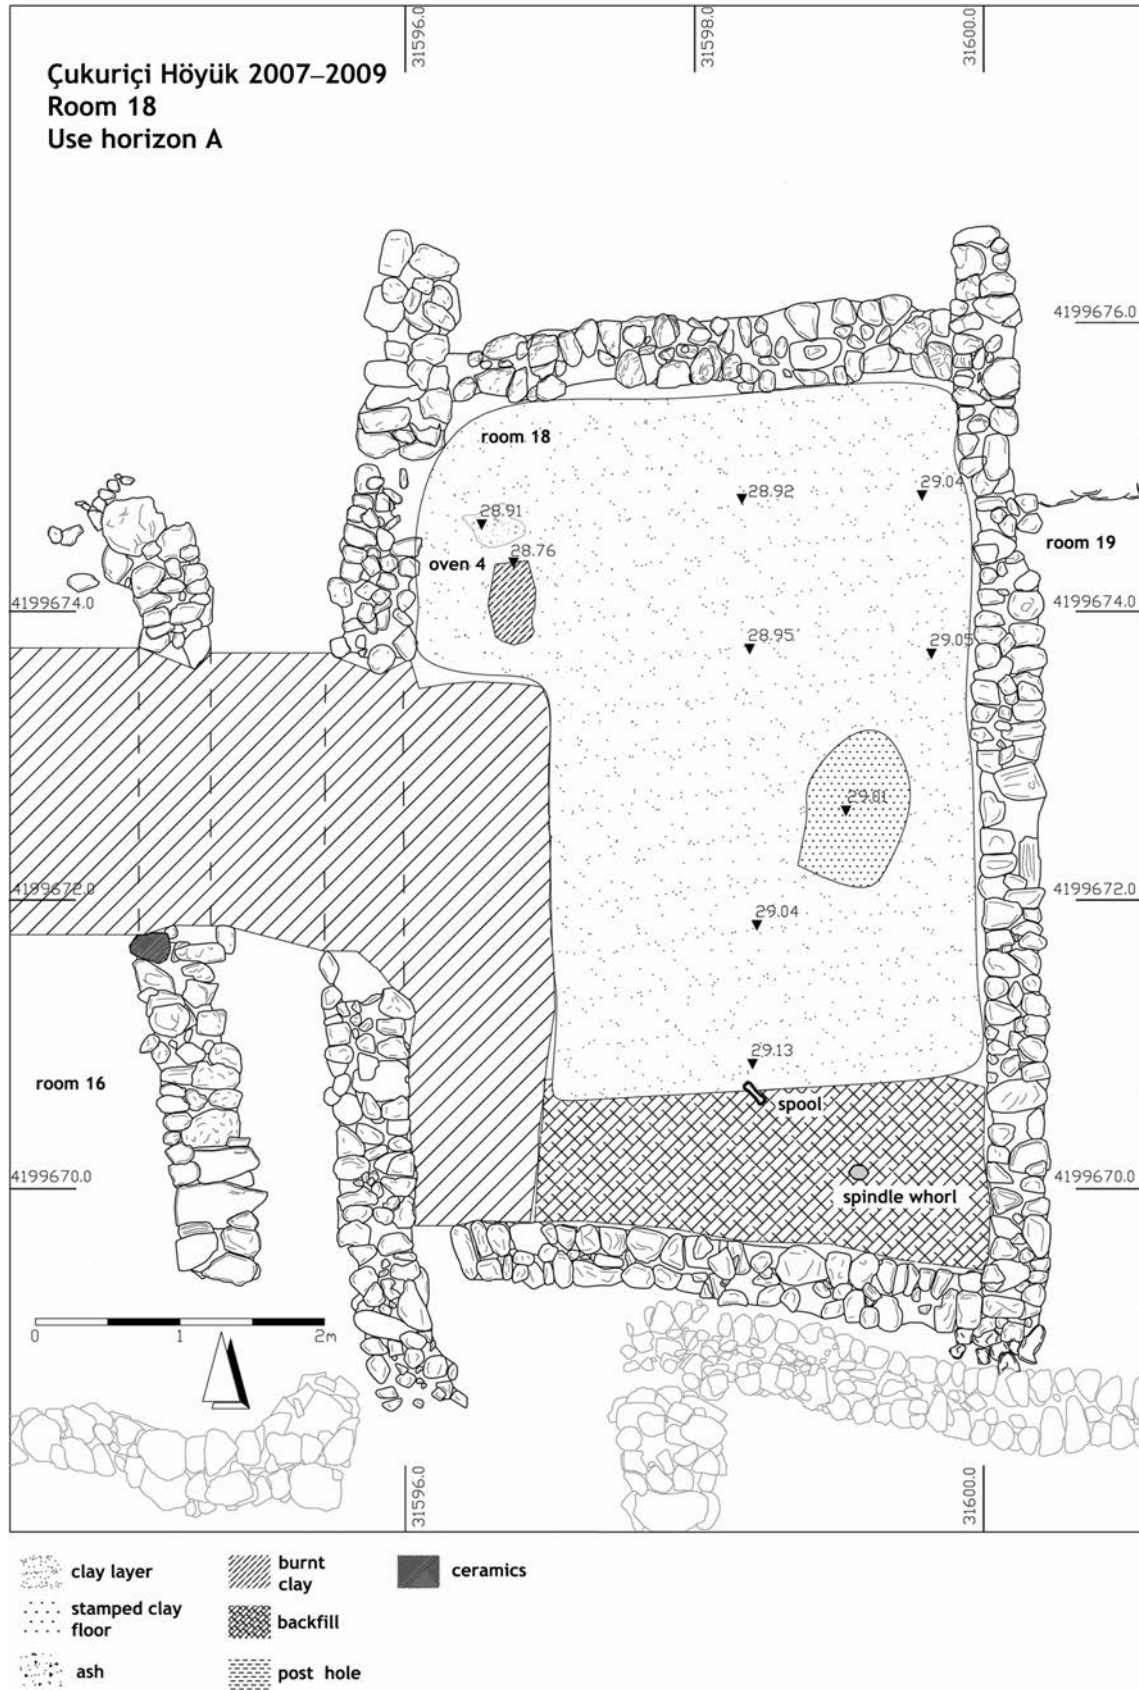 31596.0
31598.0
31600.0
Çukuriçi Höyük 2007–2009
Room 18
Use horizon A
4199676.0
room 18
28.92
29.04
28.91
room 19
28.76
oven 4
4199674.0
4199674.0
28.95
29.05
29.01
4199672.0
4199672.0
29.04
29.13
room 16
spool
4199670.0
4199670.0
spindle whorl
0 1 2m
31596.0
31600.0
clay layer
burnt
clay
ceramics
stamped clay
floor
backfill
ash
post hole